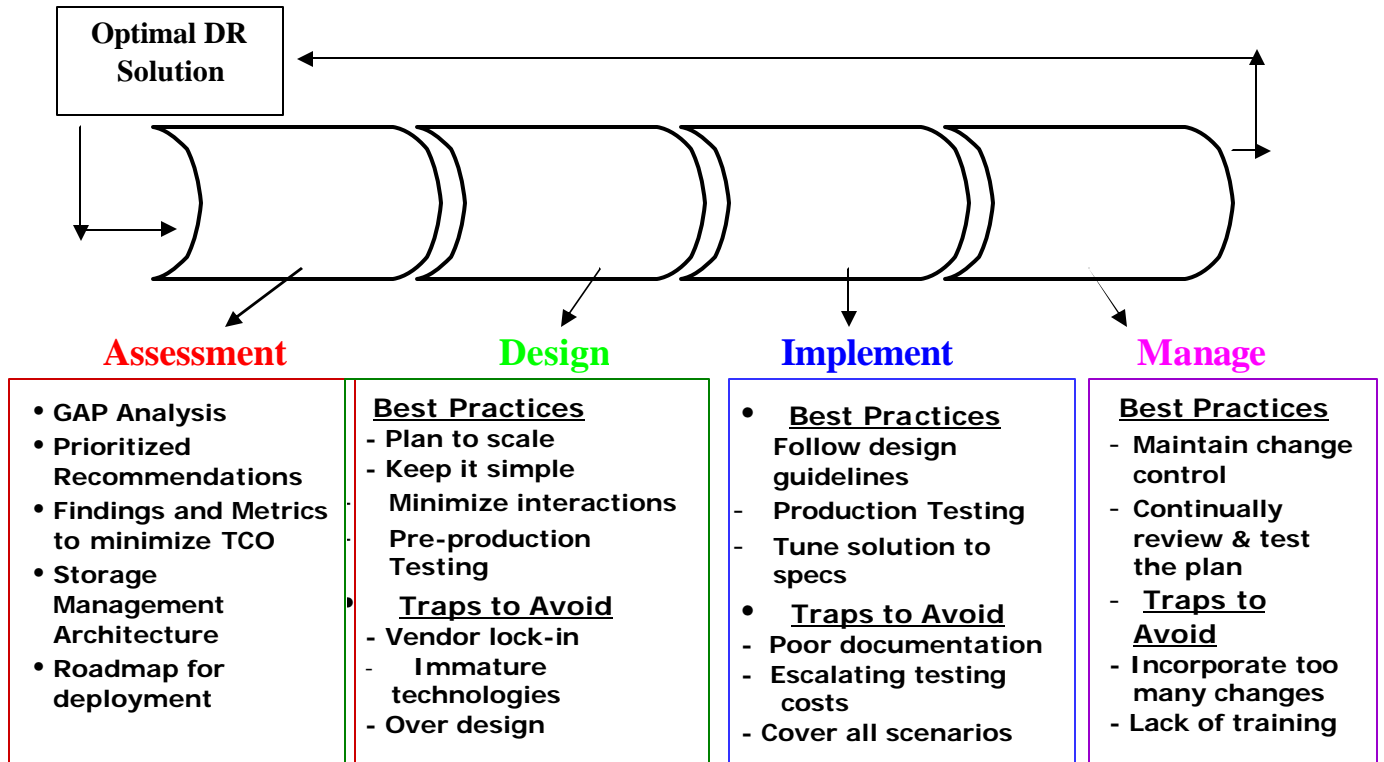 Optimal DR
Solution
Assessment
• GAP Analysis
• Prioritized
Recommendations
• Findings and Metrics
to minimize TCO
• Storage
Management
Architecture
• Roadmap for
deployment
Design
Best Practices
- Plan to scale
- Keep it simple
- Minimize interactions
- Pre-production
Testing
• Traps to Avoid
- Vendor lock-in
- Immature
technologies
- Over design
Implement
• Best Practices
Follow design
guidelines
- Production Testing
- Tune solution to
specs
• Traps to Avoid
- Poor documentation
- Escalating testing
costs
- Cover all scenarios
Manage
Best Practices
- Maintain change
control
- Continually
review & test
the plan
- Traps to
Avoid
- Incorporate too
many changes
- Lack of training